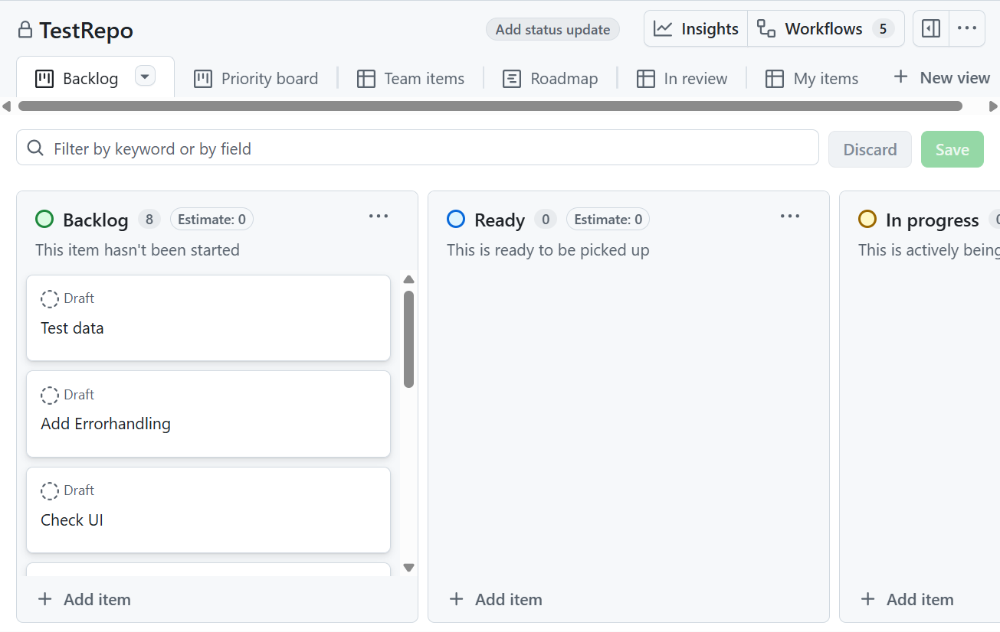 TestRepo
Add status update
Insights
Workflows 5
Backlog
Priority board
Team items
Roadmap
In review
My items
New view
Filter by keyword or by field
Discard
Save
Backlog 8 Estimate: 0
This item hasn't been started
Draft
Test data
Draft
Add Errorhandling
Draft
Check UI
Add item
Ready 0 Estimate: 0
This is ready to be picked up
Add item
In progress
This is actively being
Add item